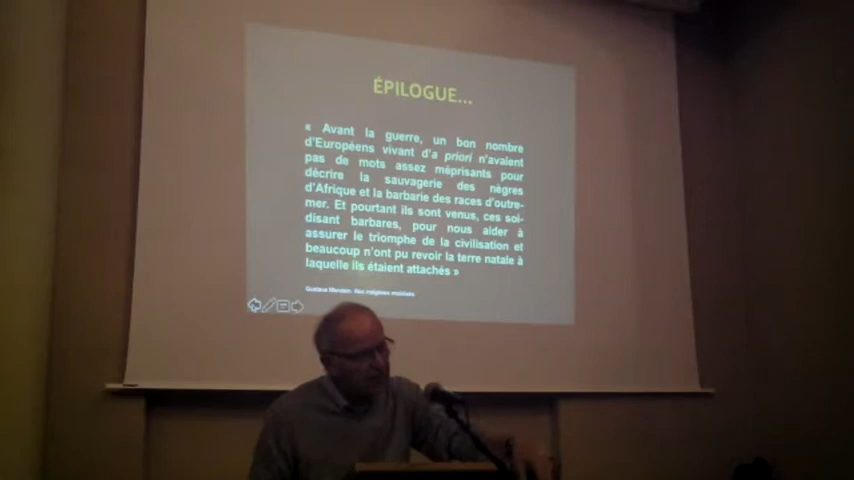 ÉPILOGUE...
« Avant la guerre, un bon nombre
d'Européens vivant d'a priori n'avaient
pas de mots assez méprisants pour
décrire la sauvagerie des nègres
d'Afrique et la barbarie des races d'outre-
mer. Et pourtant ils sont venus, ces soi-
disant barbares, pour nous aider à
assurer le triomphe de la civilisation et
beaucoup n'ont pu revoir la terre natale à
laquelle ils étaient attachés »
Gustave Nos indigènes